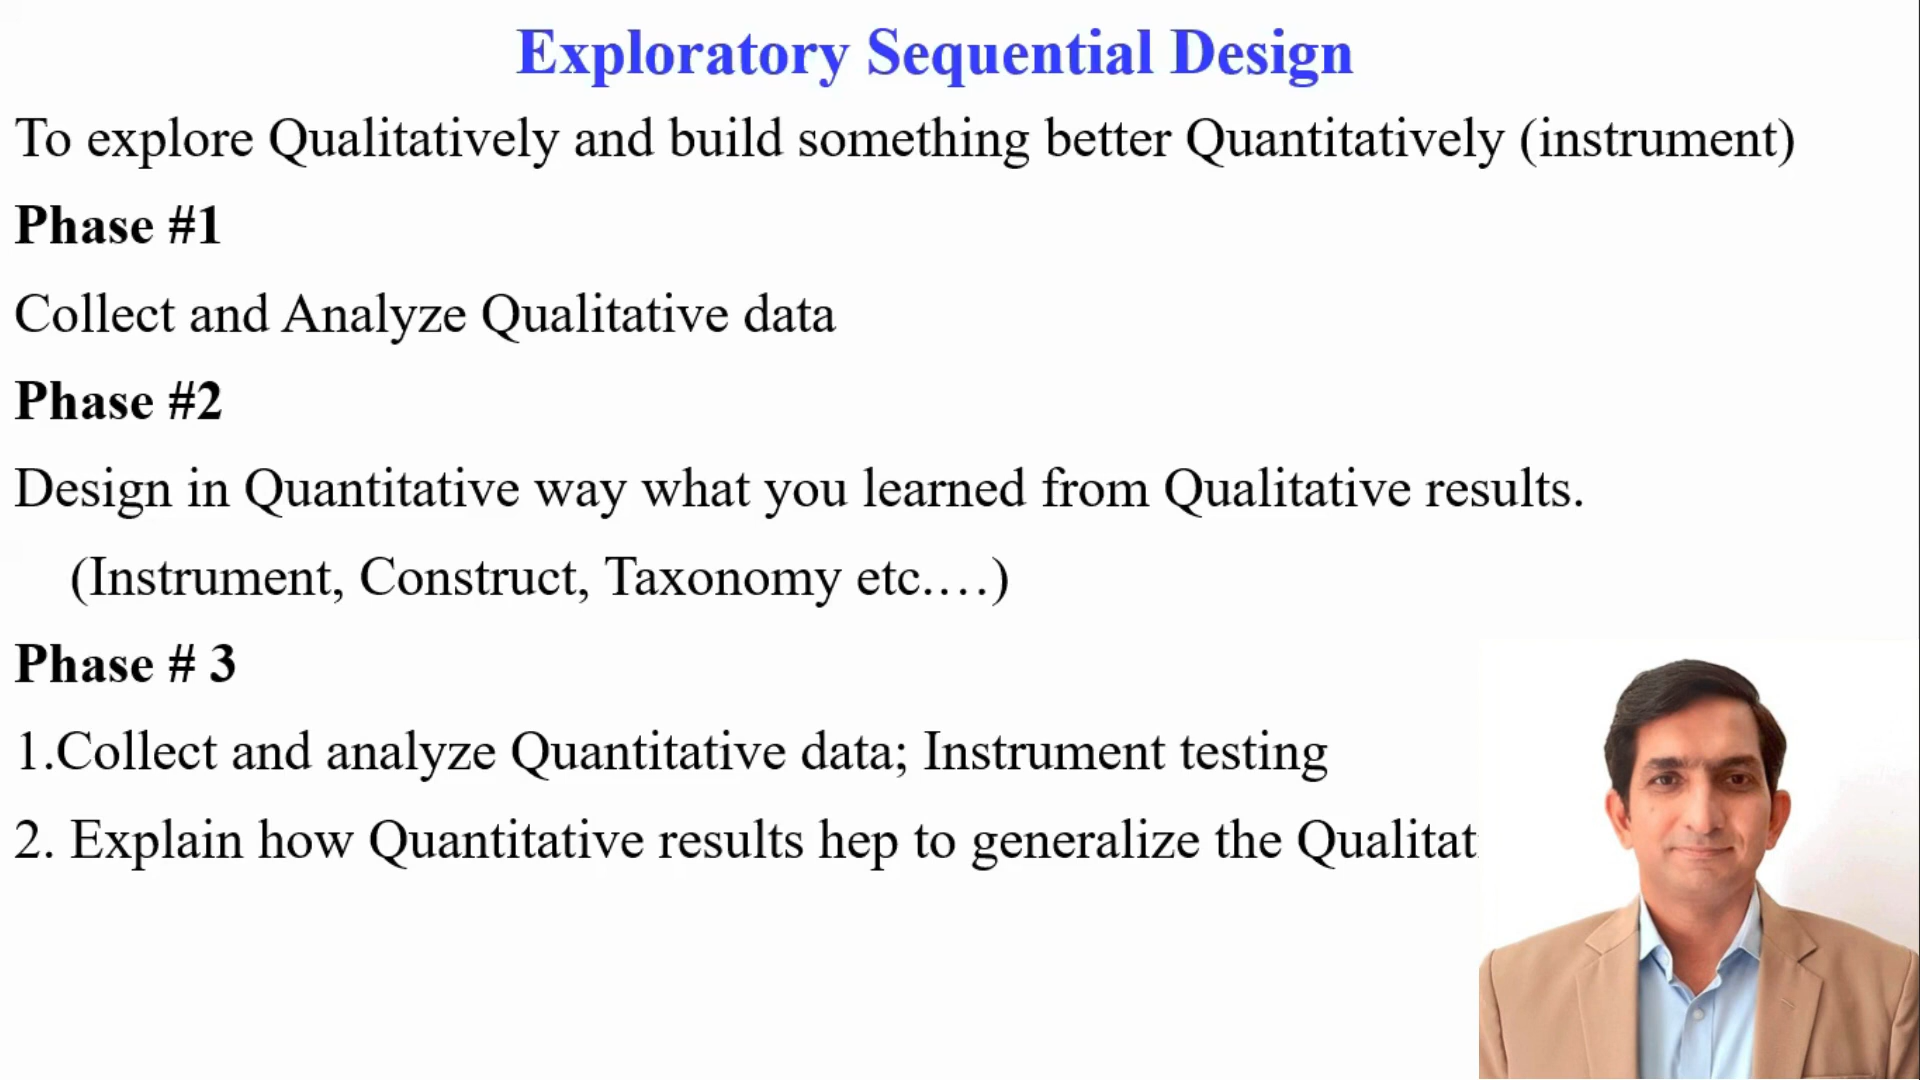 Exploratory Sequential Design
To explore Qualitatively and build something better Quantitatively (instrument)
Phase #1
Collect and Analyze Qualitative data
Phase #2
Design in Quantitative way what you learned from Qualitative results.
(Instrument, Construct, Taxonomy etc.…)
Phase # 3
1.Collect and analyze Quantitative data; Instrument testing
2. Explain how Quantitative results hep to generalize the